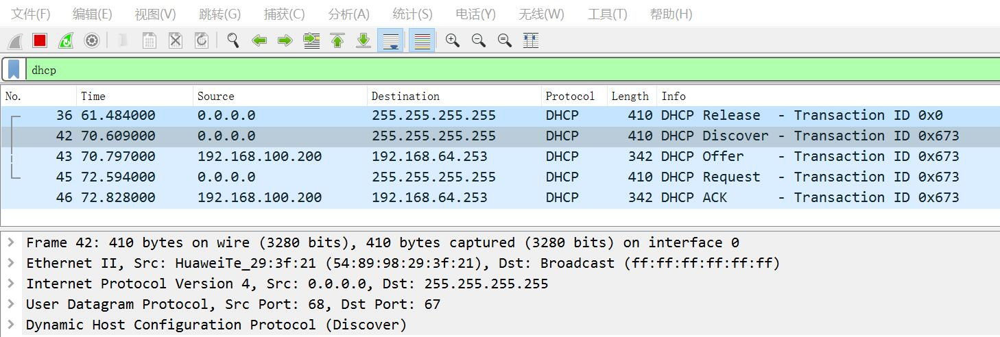 文件(F) 编辑(E) 视图(V) 跳转(G) 捕获(C) 分析(A) 统计(S) 电话(Y) 无线(W) 工具(T) 帮助(H)
dhcp
No. Time Source Destination Protocol Length Info
36 61.484000 0.0.0.0 255.255.255.255 DHCP 410 DHCP Release - Transaction ID 0x0
42 70.609000 0.0.0.0 255.255.255.255 DHCP 410 DHCP Discover - Transaction ID 0x673
43 70.797000 192.168.100.200 192.168.64.253 DHCP 342 DHCP Offer - Transaction ID 0x673
45 72.594000 0.0.0.0 255.255.255.255 DHCP 410 DHCP Request - Transaction ID 0x673
46 72.828000 192.168.100.200 192.168.64.253 DHCP 342 DHCP ACK - Transaction ID 0x673
Frame 42: 410 bytes on wire (3280 bits), 410 bytes captured (3280 bits) on interface 0
Ethernet II, Src: HuaweiTe_29:3f:21 (54:89:98:29:3f:21), Dst: Broadcast (ff:ff:ff:ff:ff:ff)
Internet Protocol Version 4, Src: 0.0.0.0, Dst: 255.255.255.255
User Datagram Protocol, Src Port: 68, Dst Port: 67
Dynamic Host Configuration Protocol (Discover)